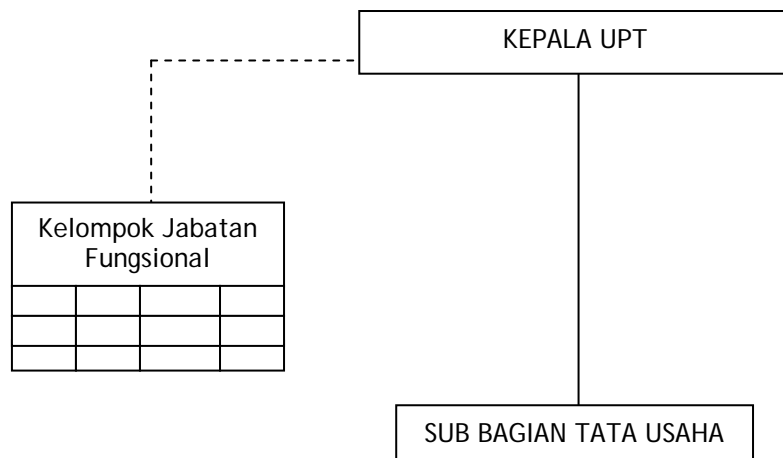 KEPALA UPT
Kelompok Jabatan
Fungsional
SUB BAGIAN TATA USAHA